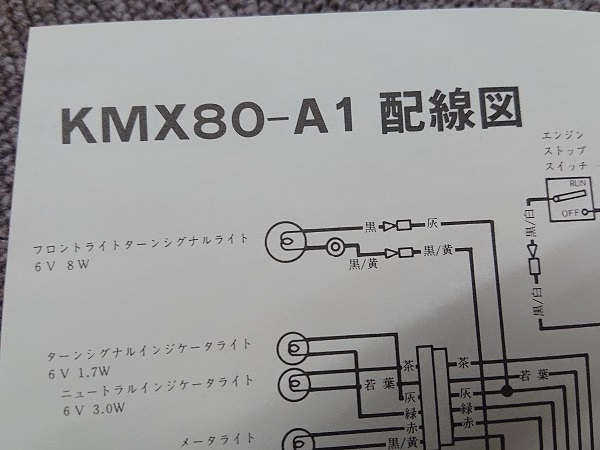 KMX80-A1 配線図
エンジン
ストップ
スイッチ
RUN
OFF
白/黒
白/黒
フロントライトターンシグナルライト
6V 8W
黒
灰
黒/黄
黒/黄
ターンシグナルインジケータライト
6V 1.7W
ニュートラルインジケータライト
6V 3.0W
茶
茶
若葉
若葉
灰
灰
緑
緑
赤
赤
メータライト
黒/黄